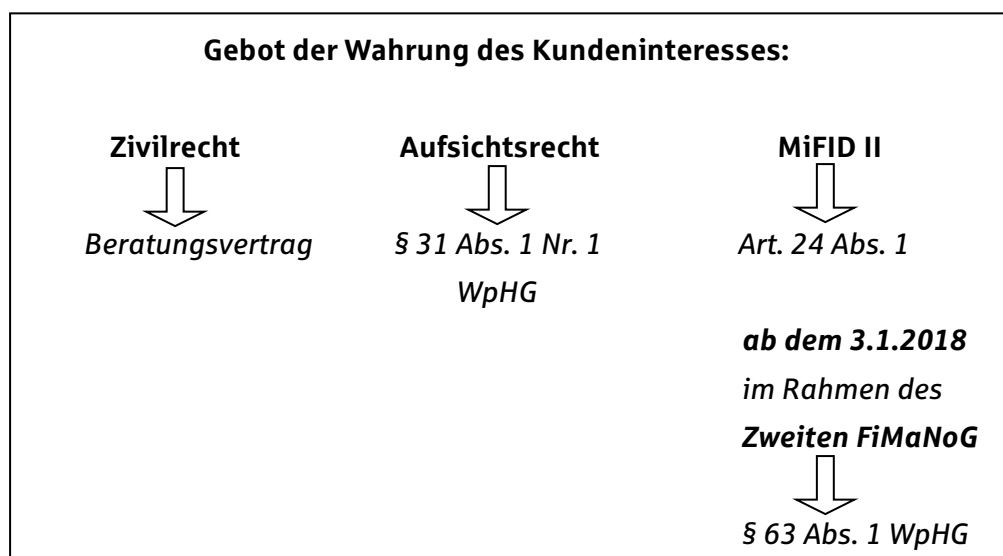 Gebot der Wahrung des Kundeninteresses:
Zivilrecht
Beratungsvertrag
Aufsichtsrecht
§ 31 Abs. 1 Nr. 1
WpHG
MiFID II
Art. 24 Abs. 1
ab dem 3.1.2018
im Rahmen des
Zweiten FiMaNoG
§ 63 Abs. 1 WpHG